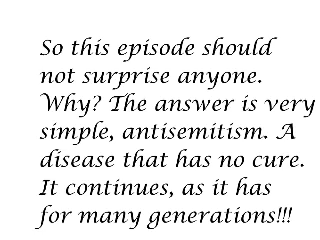 So this episode should
not surprise anyone.
Why? The answer is very
simple, antisemitism. A
disease that has no cure.
It continues, as it has
for many generations!!!